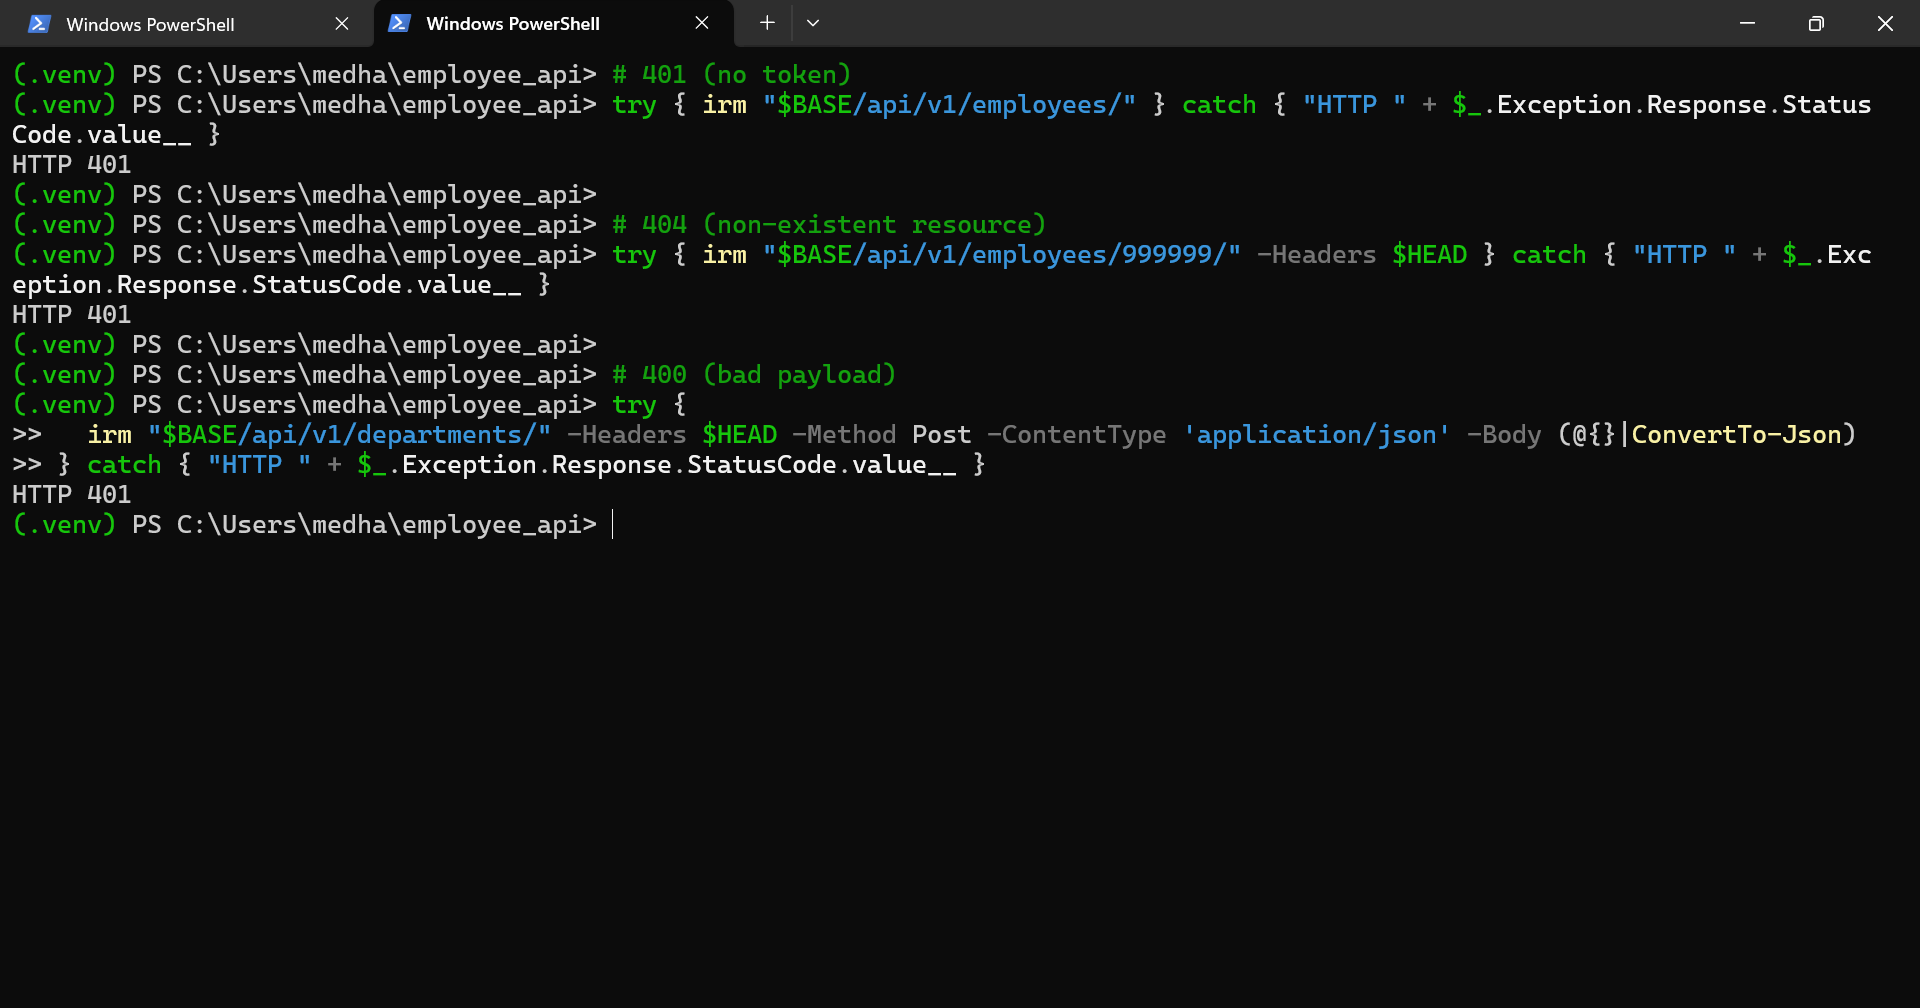 Windows PowerShell
Windows PowerShell
(.venv) PS C:\Users\medha\employee_api> # 401 (no token)
(.venv) PS C:\Users\medha\employee_api> try { irm "$BASE/api/v1/employees/" } catch { "HTTP " + $_.Exception.Response.Status
Code.value__ }
HTTP 401
(.venv) PS C:\Users\medha\employee_api>
(.venv) PS C:\Users\medha\employee_api> # 404 (non-existent resource)
(.venv) PS C:\Users\medha\employee_api> try { irm "$BASE/api/v1/employees/999999/" -Headers $HEAD } catch { "HTTP " + $_.Exc
eption.Response.StatusCode.value__ }
HTTP 401
(.venv) PS C:\Users\medha\employee_api>
(.venv) PS C:\Users\medha\employee_api> # 400 (bad payload)
(.venv) PS C:\Users\medha\employee_api> try {
>>   irm "$BASE/api/v1/departments/" -Headers $HEAD -Method Post -ContentType 'application/json' -Body (@{}|ConvertTo-Json)
>> } catch { "HTTP " + $_.Exception.Response.StatusCode.value__ }
HTTP 401
(.venv) PS C:\Users\medha\employee_api>